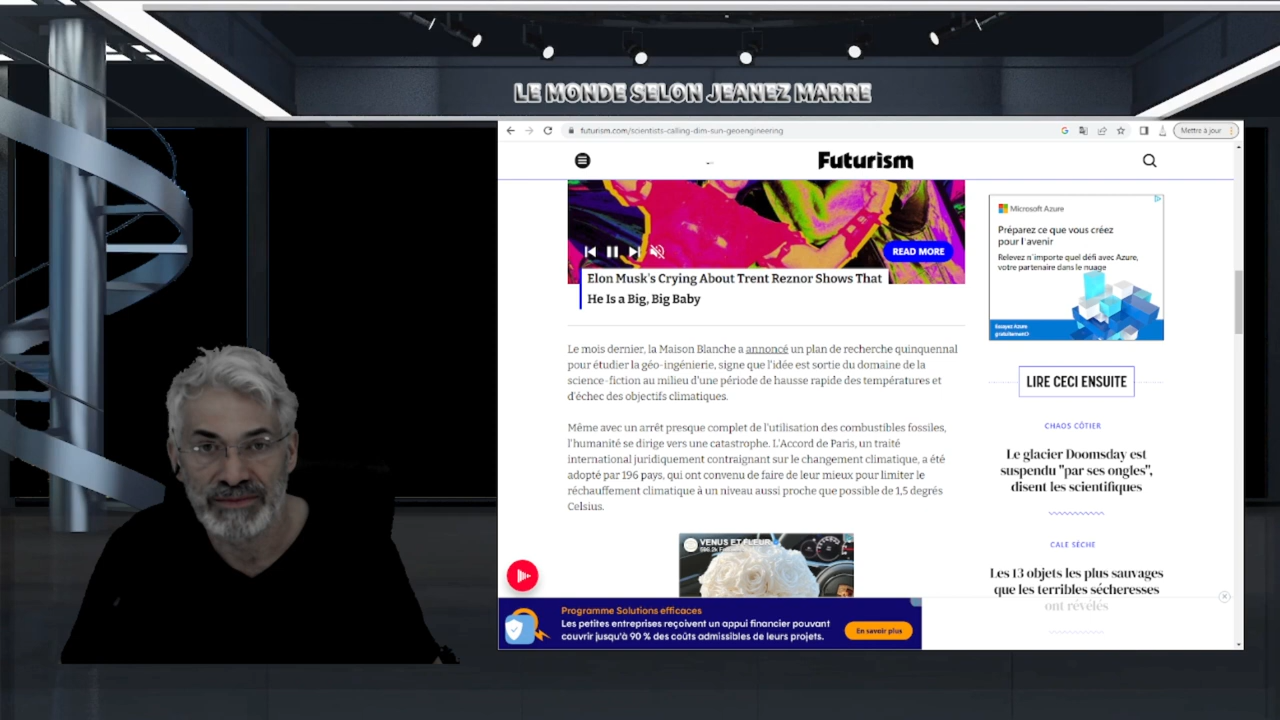 LE MONDE SELON JEANEZ MARRE
futurism.com/scientists-calling-dim-sun-geoengineering
Mettre à jour
Futurism
READ MORE
Elon Musk's Crying About Trent Reznor Shows That
He Is a Big, Big Baby
Le mois dernier, la Maison Blanche a annoncé un plan de recherche quinquennal
pour étudier la géo-ingénierie, signe que l'idée est sortie du domaine de la
science-fiction au milieu d'une période de hausse rapide des températures et
d'échec des objectifs climatiques.
Même avec un arrêt presque complet de l'utilisation des combustibles fossiles,
l'humanité se dirige vers une catastrophe. L'Accord de Paris, un traité
international juridiquement contraignant sur le changement climatique, a été
adopté par 196 pays, qui ont convenu de faire de leur mieux pour limiter le
réchauffement climatique à un niveau aussi proche que possible de 1,5 degrés
Celsius.
VENUS ET FLEUR
Programme Solutions efficaces
Les petites entreprises reçoivent un appui financier pouvant
couvrir jusqu'à 90 % des coûts admissibles de leurs projets.
En savoir plus
Microsoft Azure
Préparez ce que vous créez
pour l'avenir
Relevez n'importe quel défi avec Azure,
votre partenaire dans le nuage
Essayez Azure
gratuitement>
LIRE CECI ENSUITE
CHAOS CÔTIER
Le glacier Doomsday est
suspendu "par ses ongles",
disent les scientifiques
CALE SÈCHE
Les 13 objets les plus sauvages
que les terribles sécheresses
ont révélés